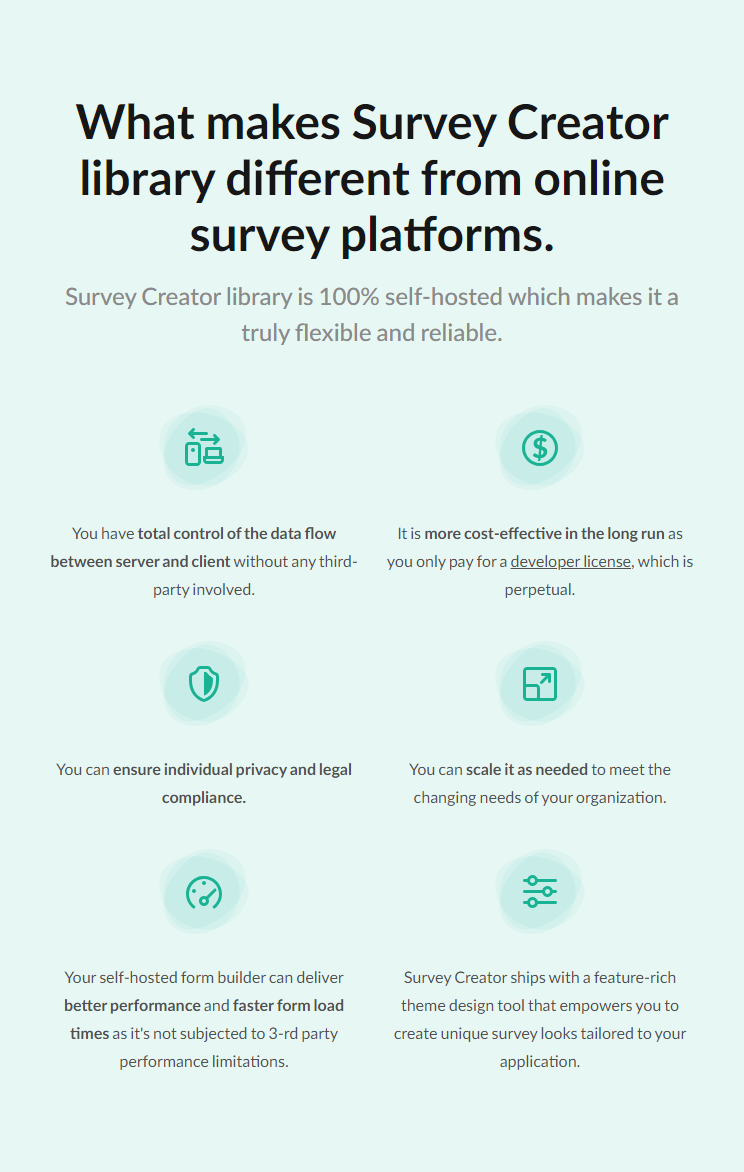 What makes Survey Creator
library different from online
survey platforms.
Survey Creator library is 100% self-hosted which makes it a
truly flexible and reliable.
You have total control of the data flow
between server and client without any third-
party involved.
It is more cost-effective in the long run as
you only pay for a developer license, which is
perpetual.
You can ensure individual privacy and legal
compliance.
You can scale it as needed to meet the
changing needs of your organization.
Your self-hosted form builder can deliver
better performance and faster form load
times as it's not subjected to 3-rd party
performance limitations.
Survey Creator ships with a feature-rich
theme design tool that empowers you to
create unique survey looks tailored to your
application.